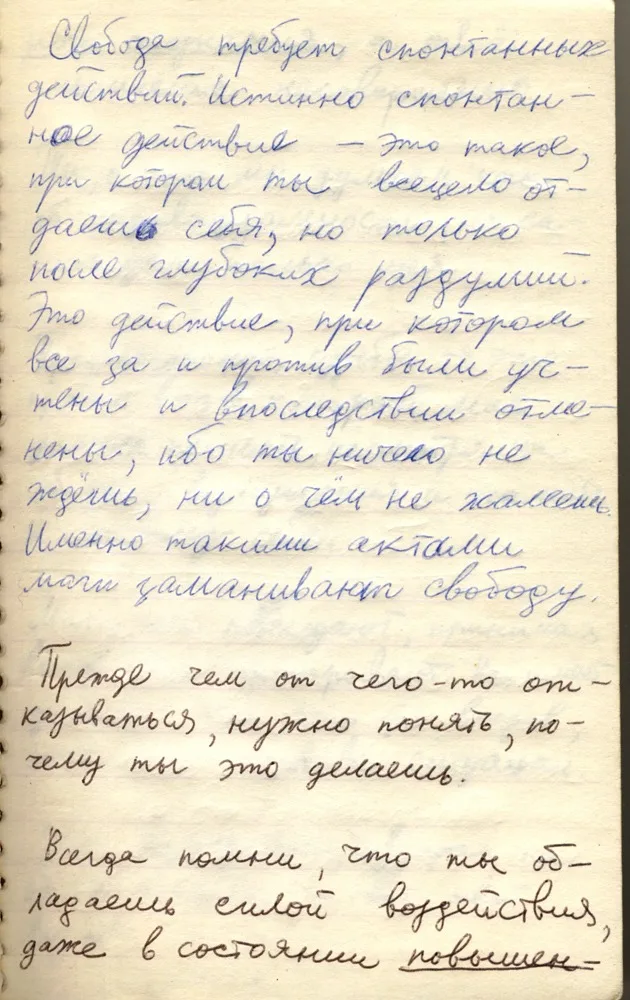 Свобода требует спонтанных
действий. Истинно спонтан-
ное действие – это такое,
при котором ты всецело от-
даешь себя, но только
после глубоких раздумий.
Это действие, при котором
все за и против были уч-
тены и впоследствии отме-
нены, ибо ты ничего не
ждёшь, ни о чём не жалеешь.
Именно такими актами
маги заманивают свободу.
Прежде чем от чего-то от-
казываться, нужно понять, по-
чему ты это делаешь.
Всегда помни, что ты об-
ладаешь силой воздействия,
даже в состоянии повышен-